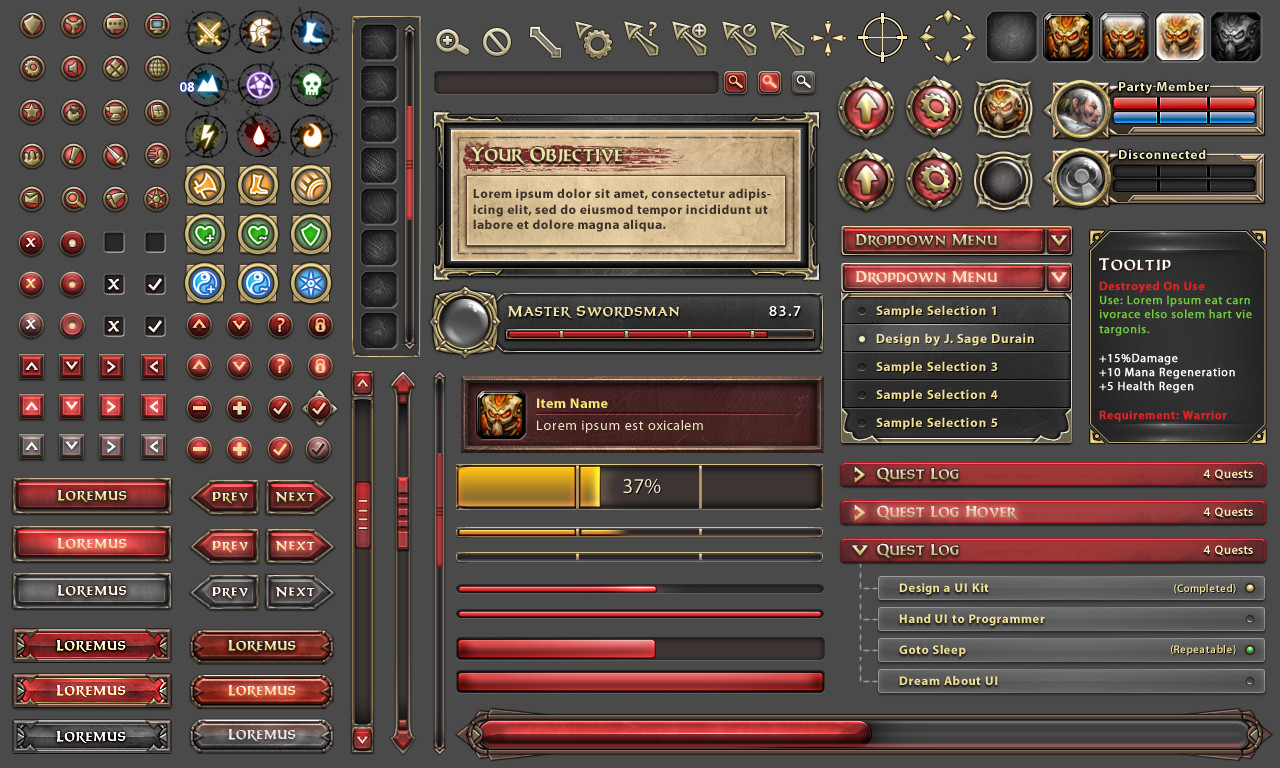 08
?
?
LOREMUS
LOREMUS
LOREMUS
LOREMUS
LOREMUS
LOREMUS
PREV
NEXT
PREV
NEXT
PREV
NEXT
LOREMUS
LOREMUS
LOREMUS
?
YOUR OBJECTIVE
Lorem ipsum dolor sit amet, consectetur adipis-
icing elit, sed do eiusmod tempor incididunt ut
labore et dolore magna aliqua.
MASTER SWORDSMAN 83.7
Item Name
Lorem ipsum est oxicalem
37%
Party Member
Disconnected
DROPDOWN MENU
DROPDOWN MENU
Sample Selection 1
Design by J. Sage Durain
Sample Selection 3
Sample Selection 4
Sample Selection 5
TOOLTIP
Destroyed On Use
Use: Lorem Ipsum eat carn
ivorace elso solem hart vie
targonis.
+15%Damage
+10 Mana Regeneration
+5 Health Regen
Requirement: Warrior
QUEST LOG 4 Quests
QUEST LOG HOVER 4 Quests
QUEST LOG 4 Quests
Design a UI Kit (Completed)
Hand UI to Programmer
Goto Sleep (Repeatable)
Dream About UI